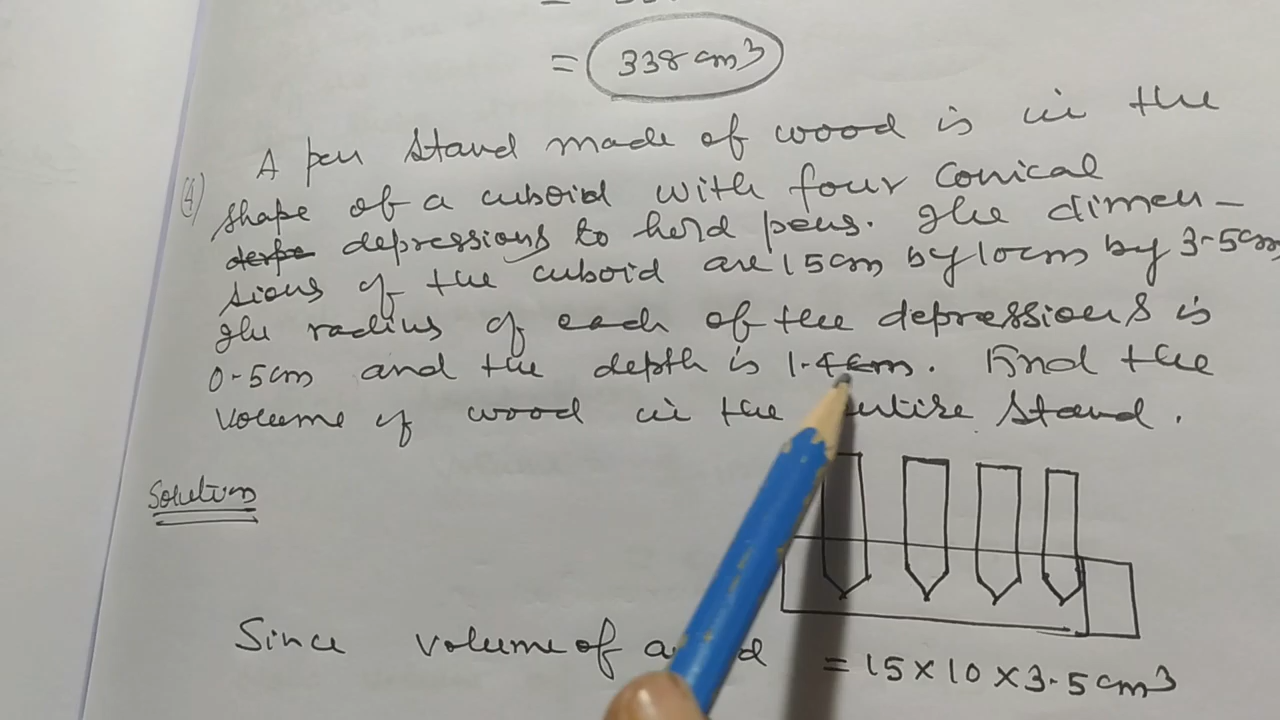 = 338 cm³
A pen stand made of wood is in the
(4) shape of a cuboid with four conical
depressions to hold pens. The dimen-
sions of the cuboid are 15cm by 10cm by 3.5cm
The radius of each of the depressions is
0.5cm and the depth is 1.4cm. Find the
volume of wood in the entire stand.
Solution
Since volume of a = 15 × 10 × 3.5 cm³